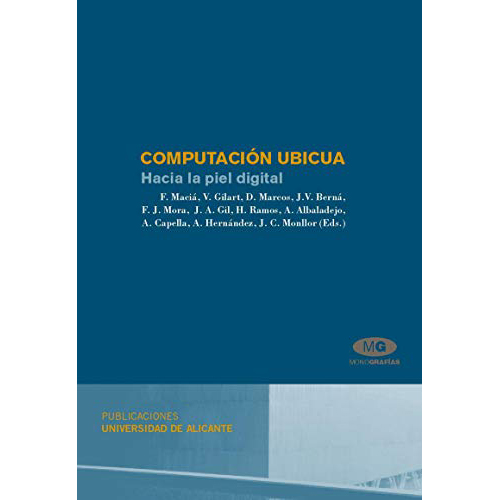 COMPUTACIÓN UBICUA
Hacia la piel digital
F. Maciá, V. Gilart, D. Marcos, J.V. Berná,
F. J. Mora, J. A. Gil, H. Ramos, A. Albaladejo,
A. Capella, A. Hernández, J. C. Monllor (Eds.)
MG
MONOGRAFÍAS
PUBLICACIONES
UNIVERSIDAD DE ALICANTE